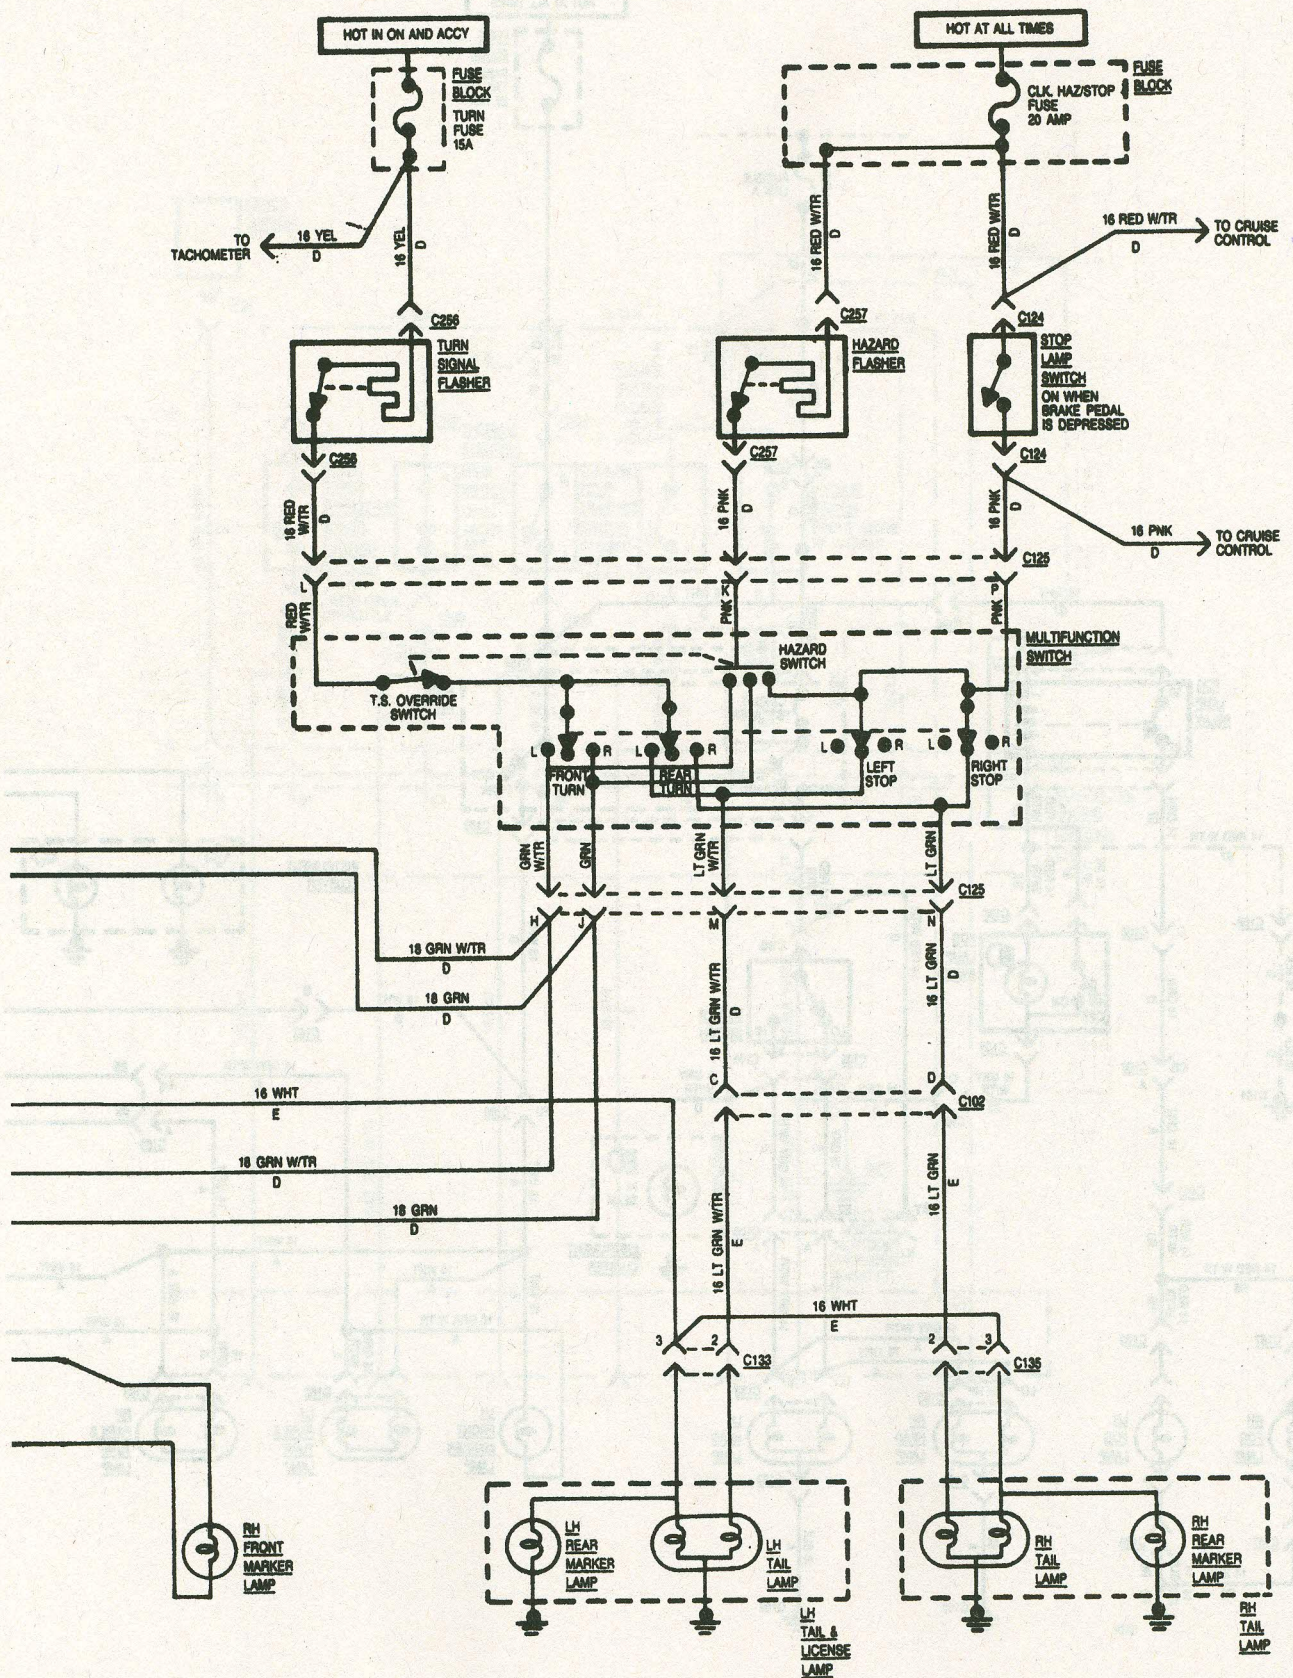 HOT IN ON AND ACCY
HOT AT ALL TIMES
FUSE
BLOCK
TURN
FUSE
15A
CLK. HAZ/STOP
FUSE
20 AMP
FUSE
BLOCK
TO
TACHOMETER
16 YEL
D
16 YEL
D
16 RED W/TR
D
16 RED W/TR
D
16 RED W/TR
D
TO CRUISE
CONTROL
C256
TURN
SIGNAL
FLASHER
C257
HAZARD
FLASHER
C124
STOP
LAMP
SWITCH
ON WHEN
BRAKE PEDAL
IS DEPRESSED
C256
C257
C124
16 RED
W/TR
D
16 PNK
D
16 PNK
D
16 PNK
D
TO CRUISE
CONTROL
C125
L
K
P
RED
W/TR
PNK
PNK
MULTIFUNCTION
SWITCH
HAZARD
SWITCH
T.S. OVERRIDE
SWITCH
L
R
L
R
L
R
L
R
FRONT
TURN
REAR
TURN
LEFT
STOP
RIGHT
STOP
GRN
W/TR
GRN
LT GRN
W/TR
LT GRN
C125
H
J
M
N
18 GRN W/TR
D
18 GRN
D
16 LT GRN W/TR
D
16 LT GRN
D
C
D
C102
16 WHT
E
18 GRN W/TR
D
18 GRN
D
16 LT GRN W/TR
E
16 LT GRN
E
16 WHT
E
3
2
C133
2
3
C135
RH
FRONT
MARKER
LAMP
LH
REAR
MARKER
LAMP
LH
TAIL
LAMP
RH
TAIL
LAMP
RH
REAR
MARKER
LAMP
LH
TAIL &
LICENSE
LAMP
RH
TAIL
LAMP